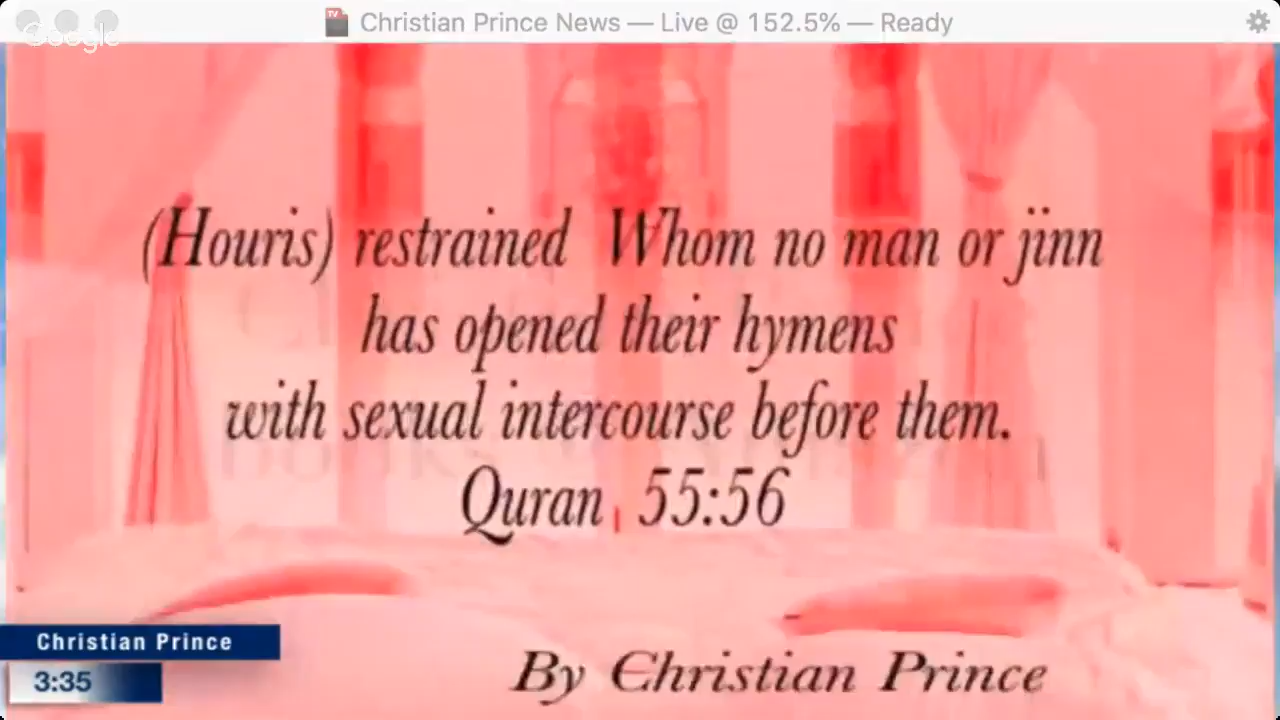 Christian Prince News — Live @ 152.5% — Ready
Google
(Houris) restrained Whom no man or jinn
has opened their hymens
with sexual intercourse before them.
Quran 55:56
Christian Prince
3:35
By Christian Prince